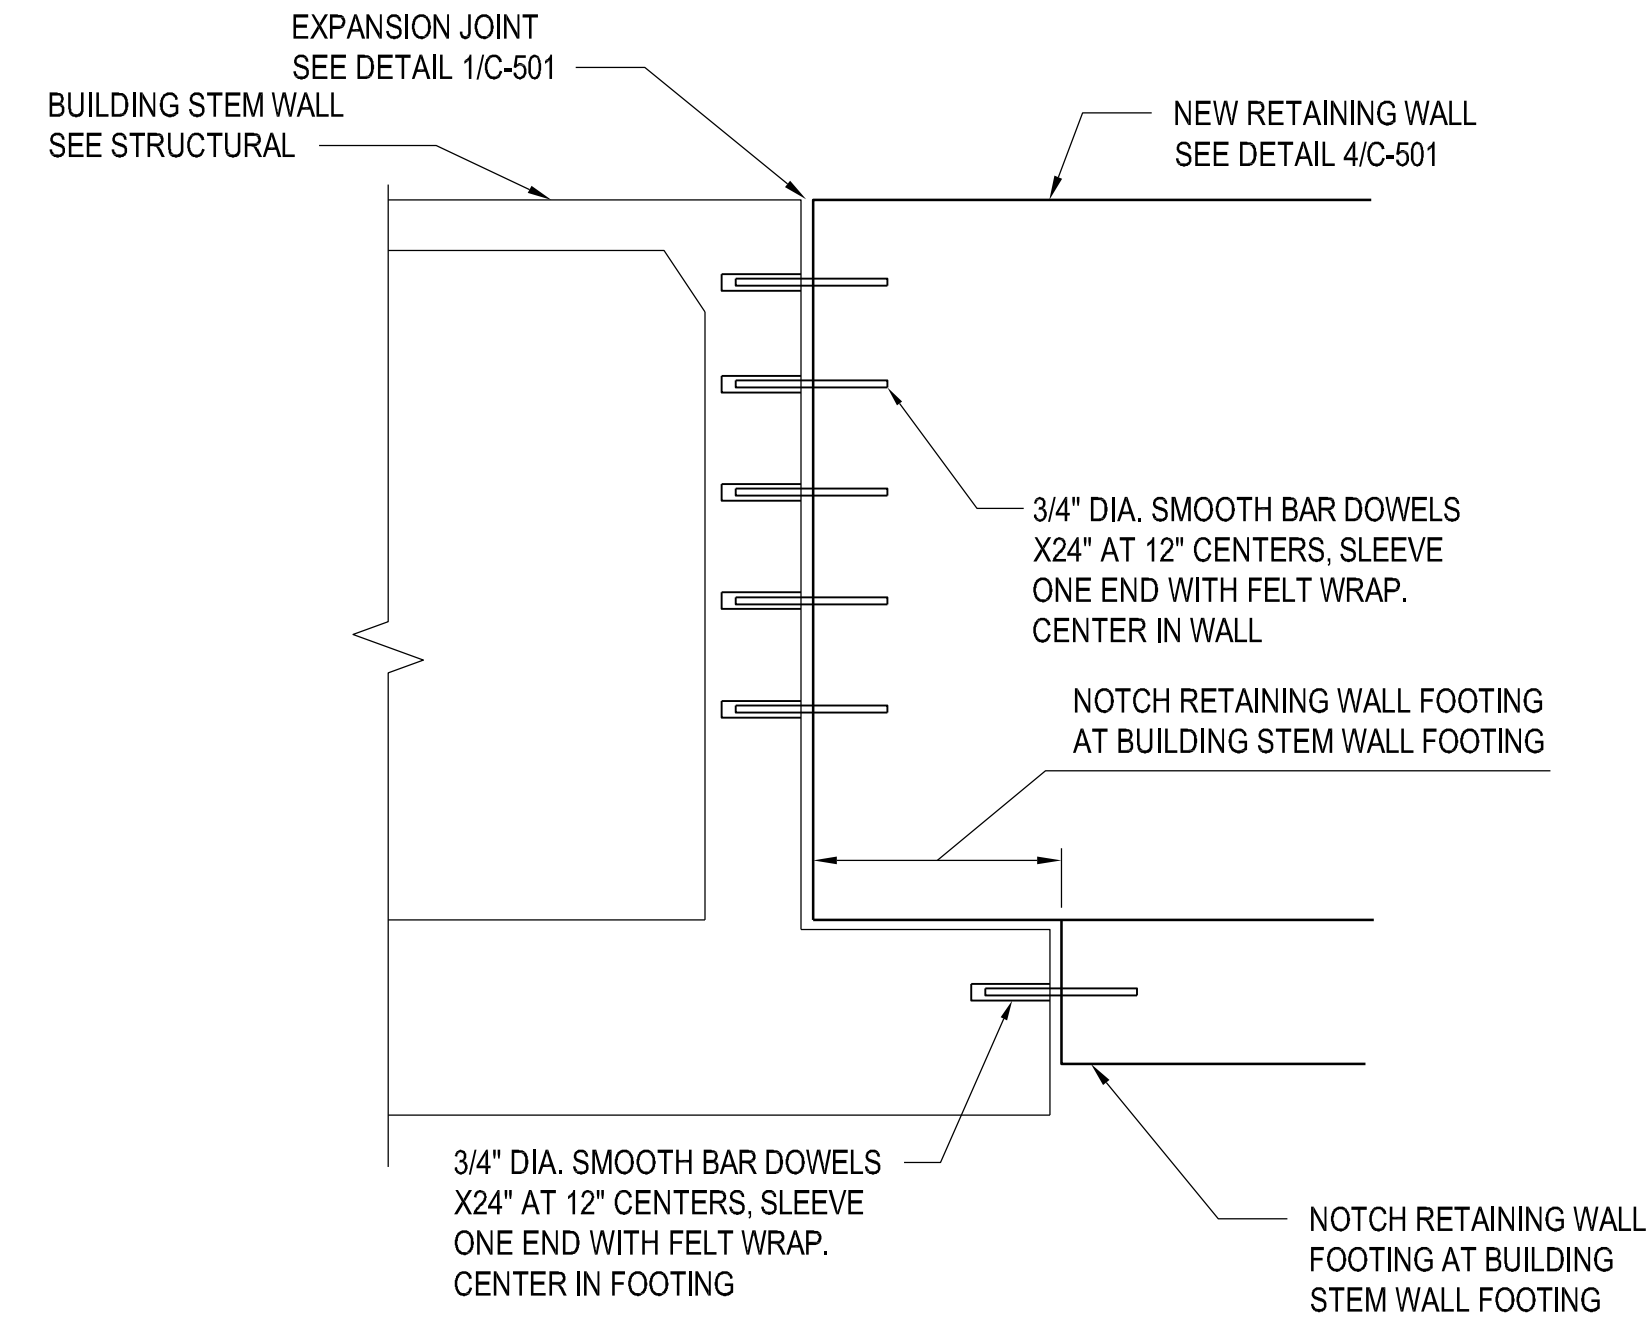 EXPANSION JOINT
SEE DETAIL 1/C-501
BUILDING STEM WALL
SEE STRUCTURAL
NEW RETAINING WALL
SEE DETAIL 4/C-501
3/4" DIA. SMOOTH BAR DOWELS
X24" AT 12" CENTERS, SLEEVE
ONE END WITH FELT WRAP.
CENTER IN WALL
NOTCH RETAINING WALL FOOTING
AT BUILDING STEM WALL FOOTING
3/4" DIA. SMOOTH BAR DOWELS
X24" AT 12" CENTERS, SLEEVE
ONE END WITH FELT WRAP.
CENTER IN FOOTING
NOTCH RETAINING WALL
FOOTING AT BUILDING
STEM WALL FOOTING